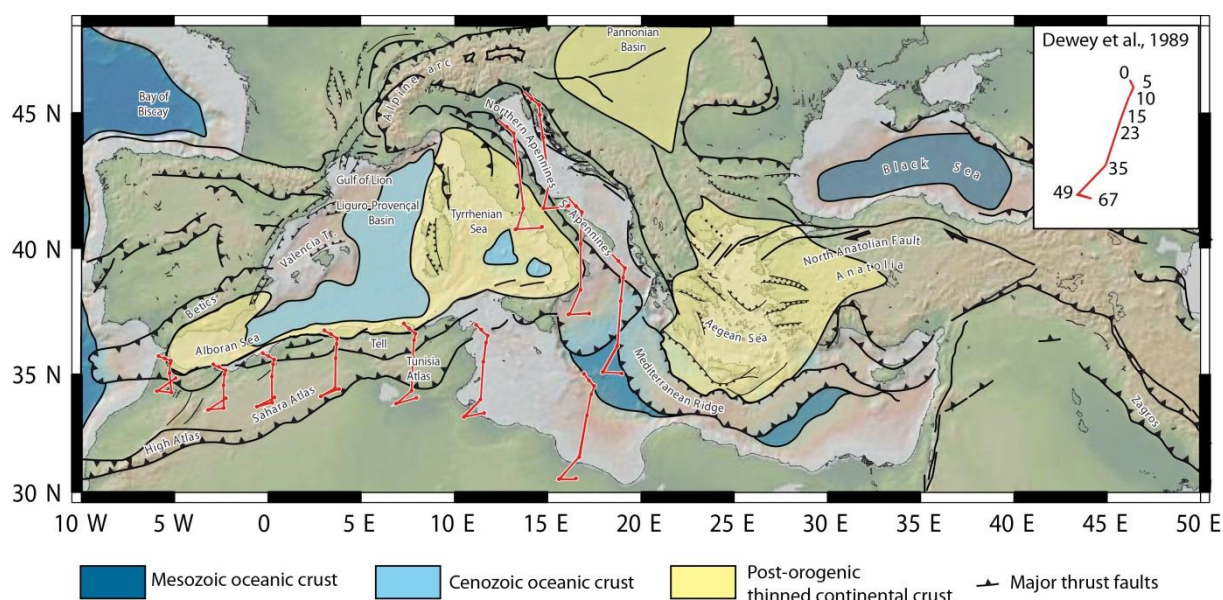 Pannonian
Basin
Dewey et al., 1989
0
5
10
15
23
35
49
67
45 N
40 N
35 N
30 N
Bay of
Biscay
Alpine arc
Northern Apennines
S. Apennines
Gulf of Lion
Liguro-Provençal
Basin
Valencia Tr.
Tyrrhenian
Sea
Black Sea
North Anatolian Fault
Anatolia
Betics
Alboran Sea
Tell
Tunisia
Atlas
Sahara Atlas
High Atlas
Aegean Sea
Mediterranean Ridge
Zagros
10 W
5 W
0
5 E
10 E
15 E
20 E
25 E
30 E
35 E
40 E
45 E
50 E
Mesozoic oceanic crust
Cenozoic oceanic crust
Post-orogenic
thinned continental crust
Major thrust faults